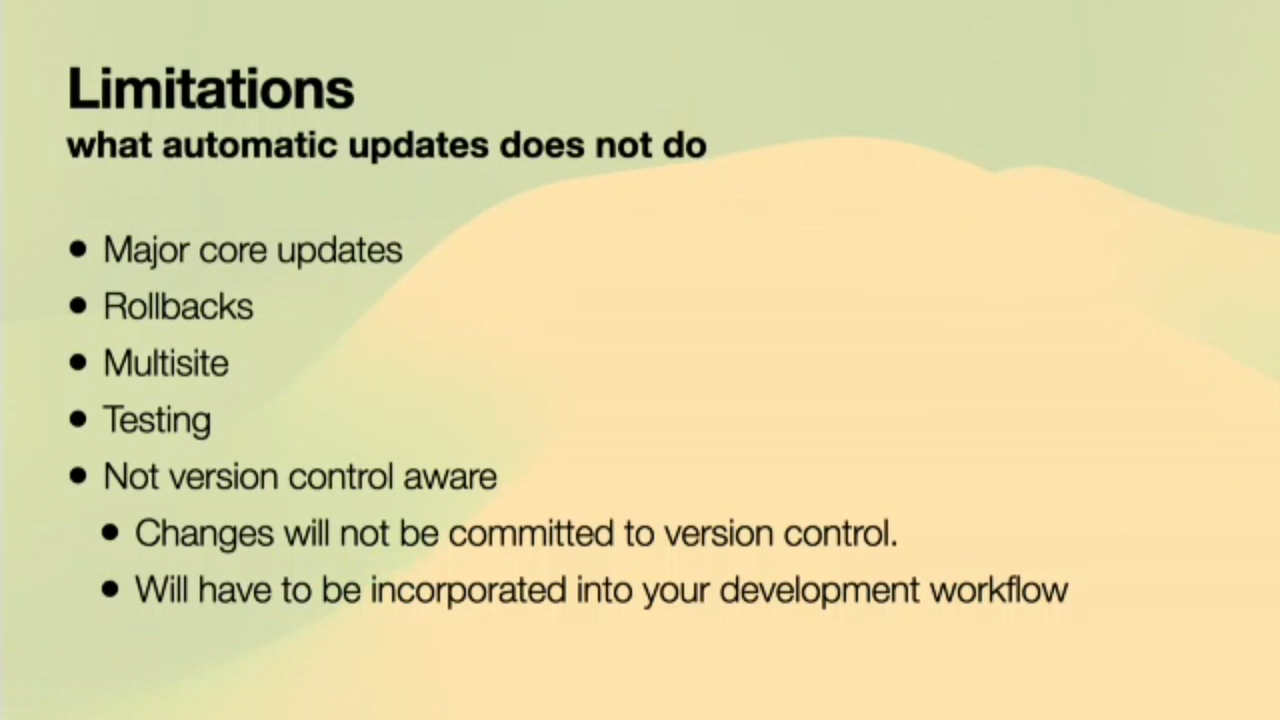 Limitations
what automatic updates does not do
• Major core updates
• Rollbacks
• Multisite
• Testing
• Not version control aware
• Changes will not be committed to version control.
• Will have to be incorporated into your development workflow